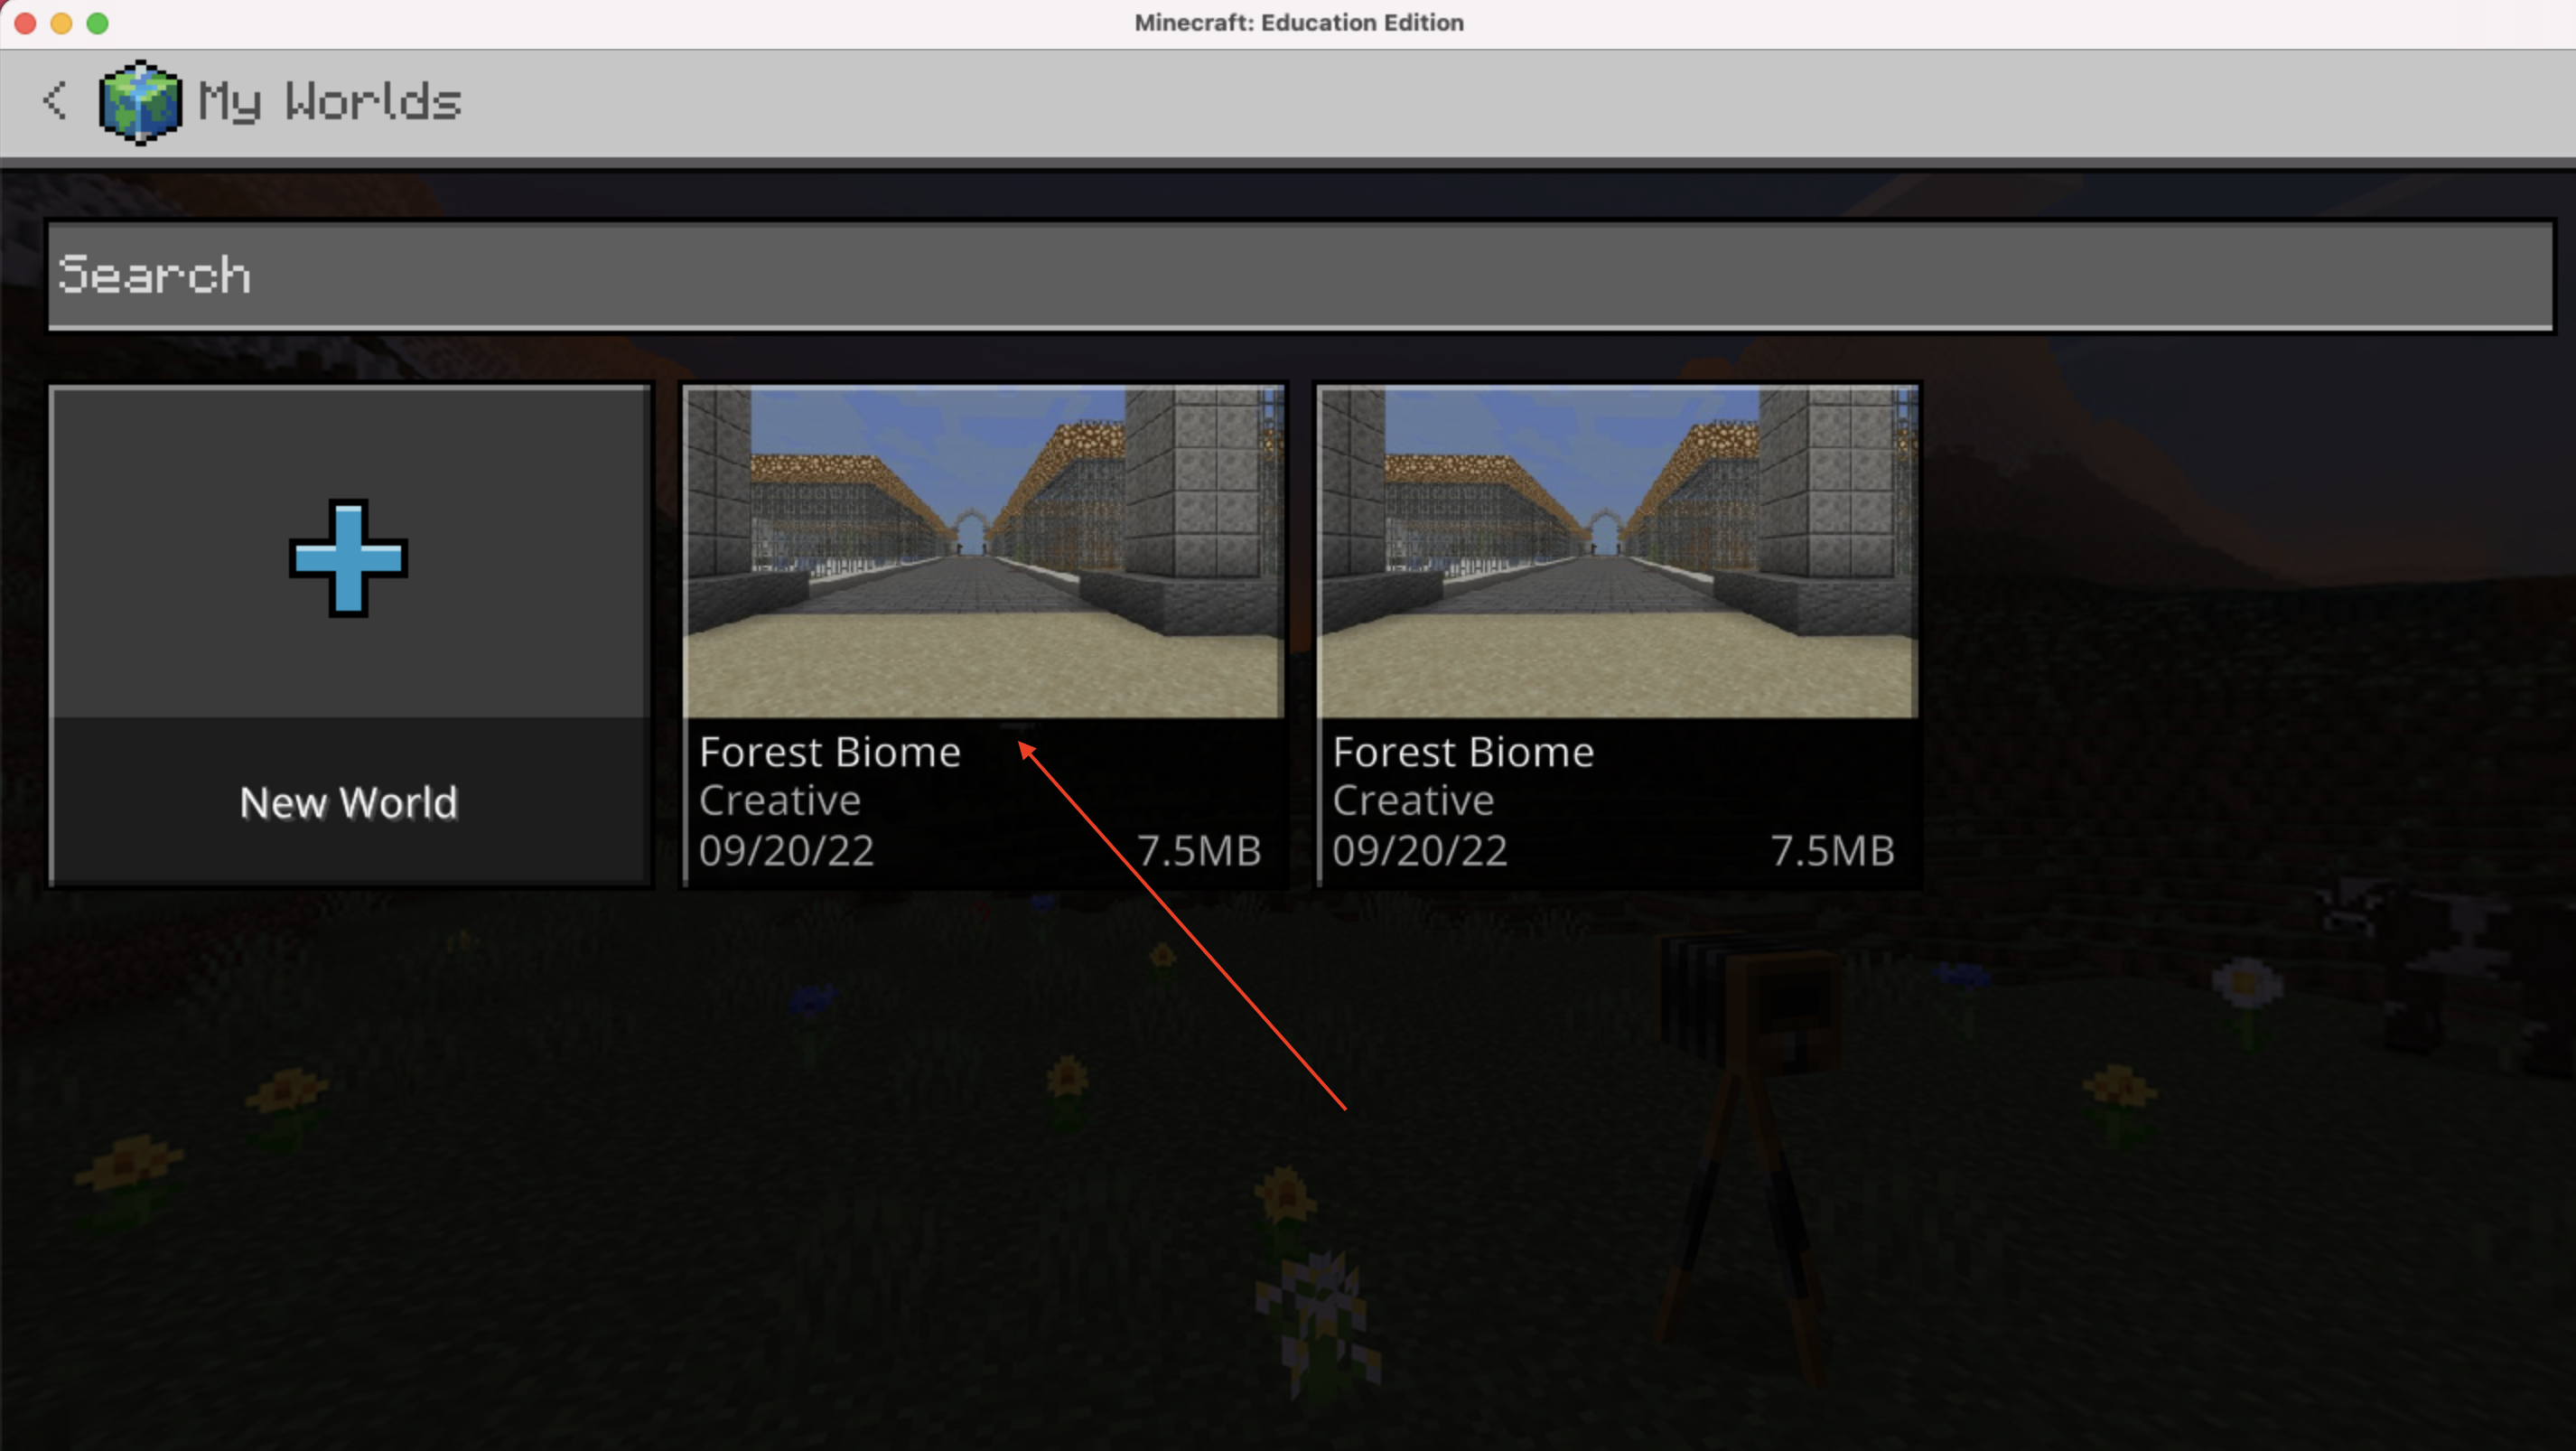 Minecraft: Education Edition
My Worlds
Search
New World
Forest Biome
Creative
09/20/22 7.5MB
Forest Biome
Creative
09/20/22 7.5MB